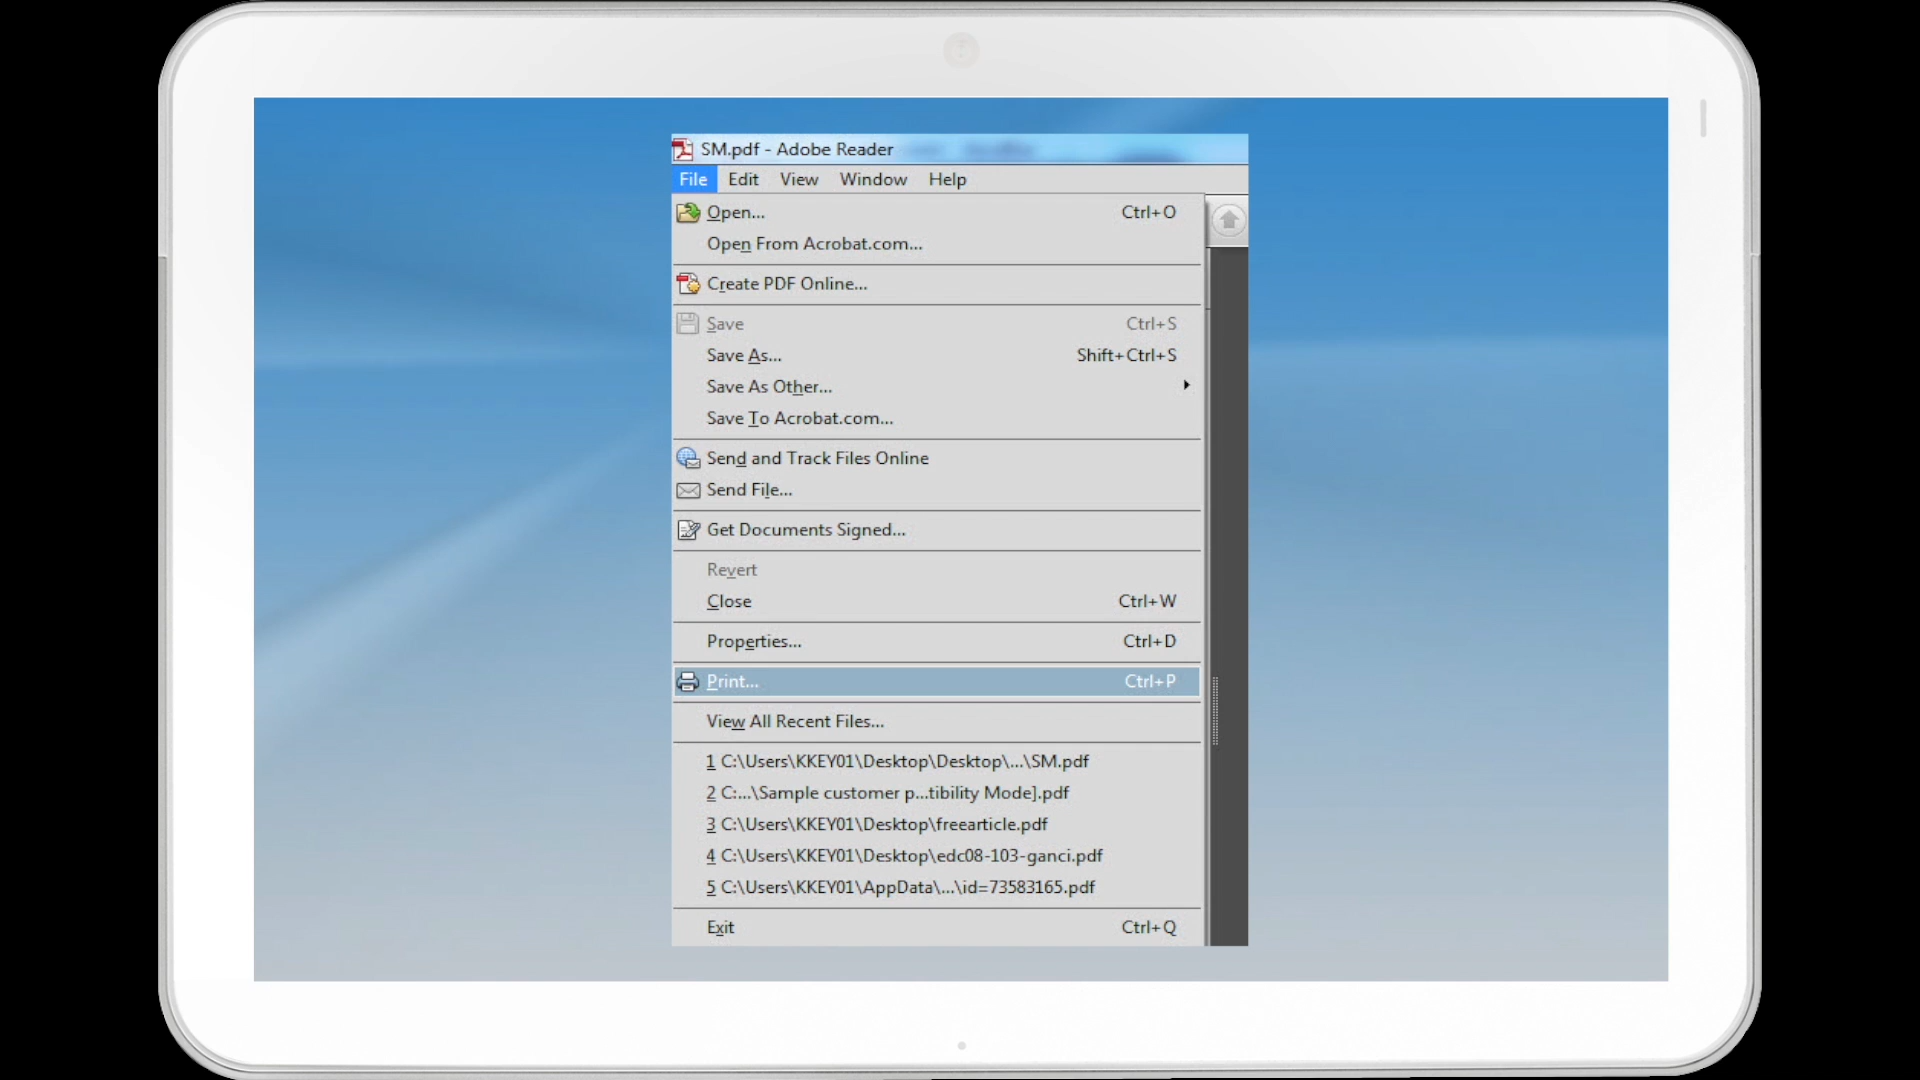 SM.pdf - Adobe Reader
File Edit View Window Help
Open... Ctrl+O
Open From Acrobat.com...
Create PDF Online...
Save Ctrl+S
Save As... Shift+Ctrl+S
Save As Other...
Save To Acrobat.com...
Send and Track Files Online
Send File...
Get Documents Signed...
Revert
Close Ctrl+W
Properties... Ctrl+D
Print... Ctrl+P
View All Recent Files...
1 C:\Users\KKEY01\Desktop\Desktop\...\SM.pdf
2 C:...\Sample customer p...tibility Mode].pdf
3 C:\Users\KKEY01\Desktop\freearticle.pdf
4 C:\Users\KKEY01\Desktop\edc08-103-ganci.pdf
5 C:\Users\KKEY01\AppData\...\id=73583165.pdf
Exit Ctrl+Q